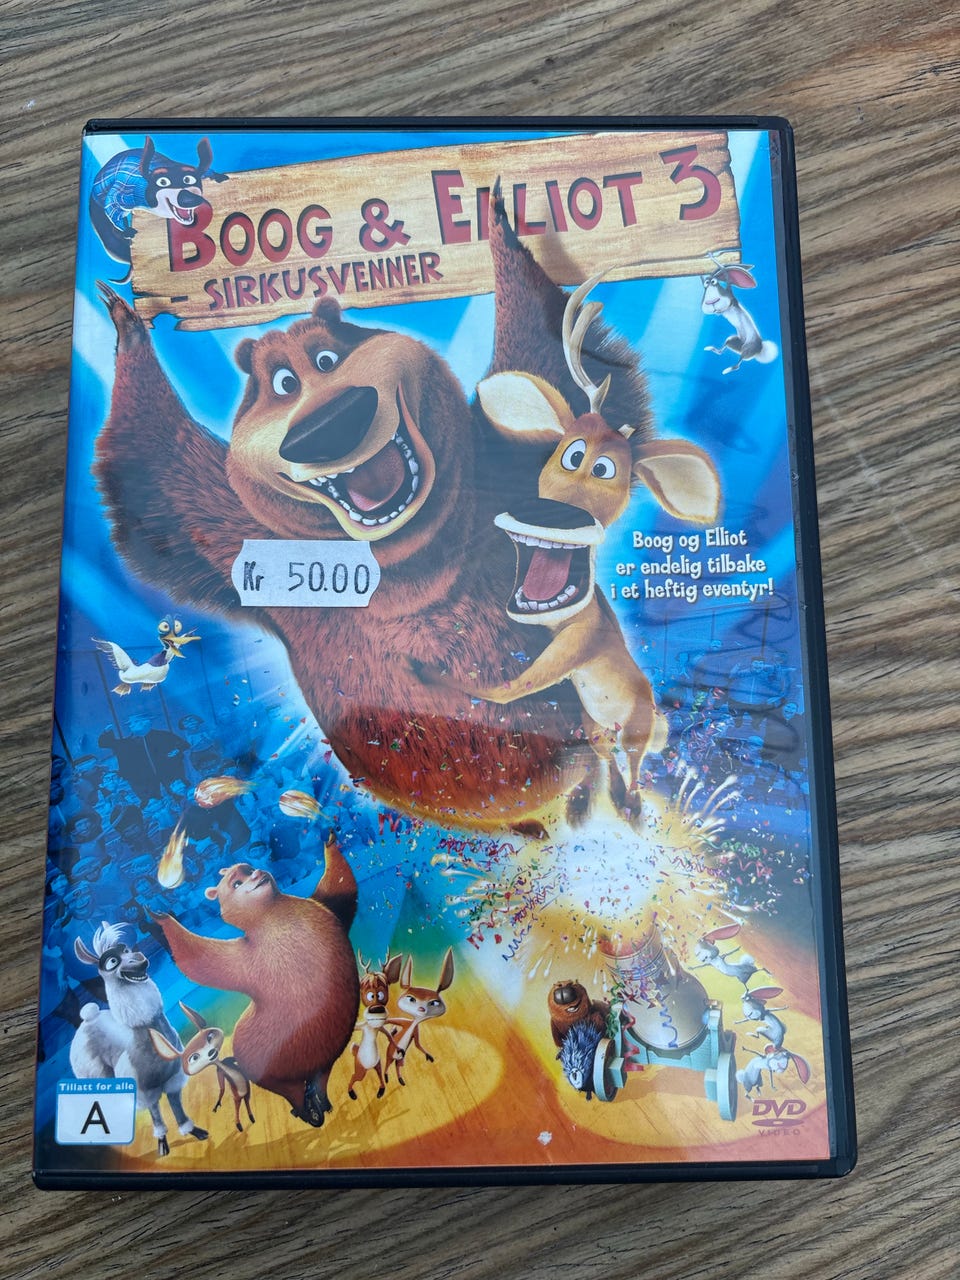 BOOG & ELLIOT 3
- SIRKUSVENNER
Kr 50.00
Boog og Elliot
er endelig tilbake
i et heftig eventyr!
Tillatt for alle
A
DVD
VIDEO